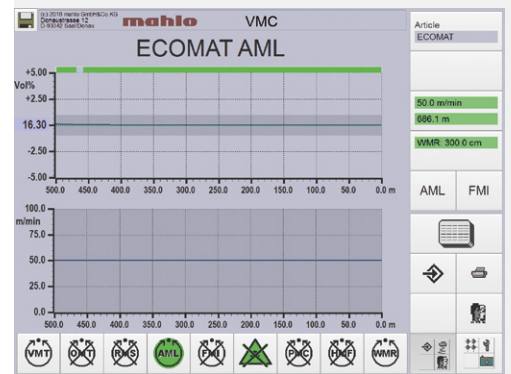 (c) 2018 mahlo GmbH&Co KG
Donaustrasse 12
D-93342 Saal/Donau
mahlo
VMC
ECOMAT AML
Article
ECOMAT
+5.00
Vol%
+2.50
16.30
-2.50
-5.00
500.0 450.0 400.0 350.0 300.0 250.0 200.0 150.0 100.0 50.0 0.0 m
50.0 m/min
686.1 m
WMR 300.0 cm
AML FMI
100.0
m/min
75.0
50.0
25.0
0.0
500.0 450.0 400.0 350.0 300.0 250.0 200.0 150.0 100.0 50.0 0.0 m
VMT OMT RMS AML FMI PMC HMF WMR